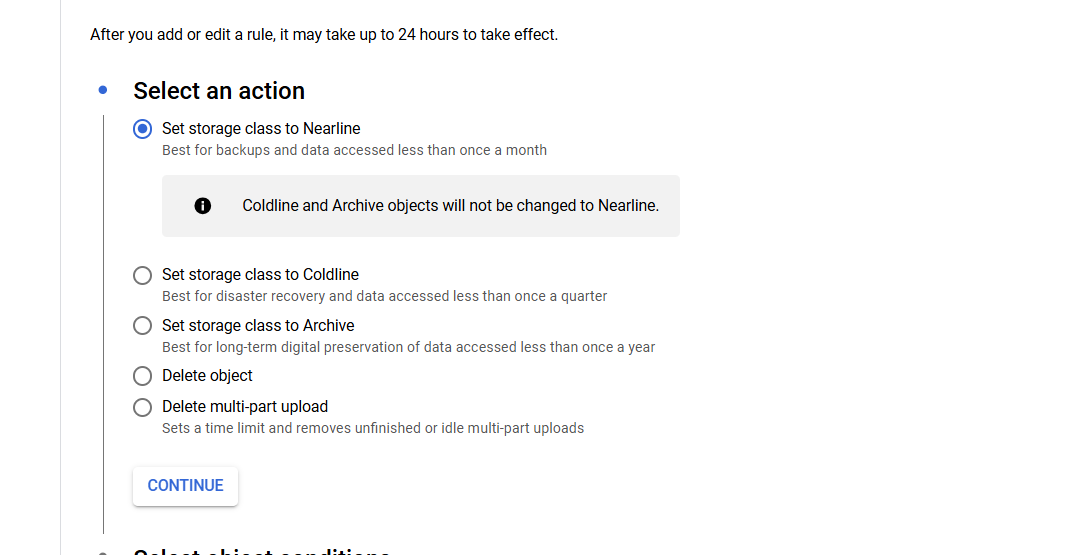 After you add or edit a rule, it may take up to 24 hours to take effect.
Select an action
Set storage class to Nearline
Best for backups and data accessed less than once a month
Coldline and Archive objects will not be changed to Nearline.
Set storage class to Coldline
Best for disaster recovery and data accessed less than once a quarter
Set storage class to Archive
Best for long-term digital preservation of data accessed less than once a year
Delete object
Delete multi-part upload
Sets a time limit and removes unfinished or idle multi-part uploads
CONTINUE
Select object conditions